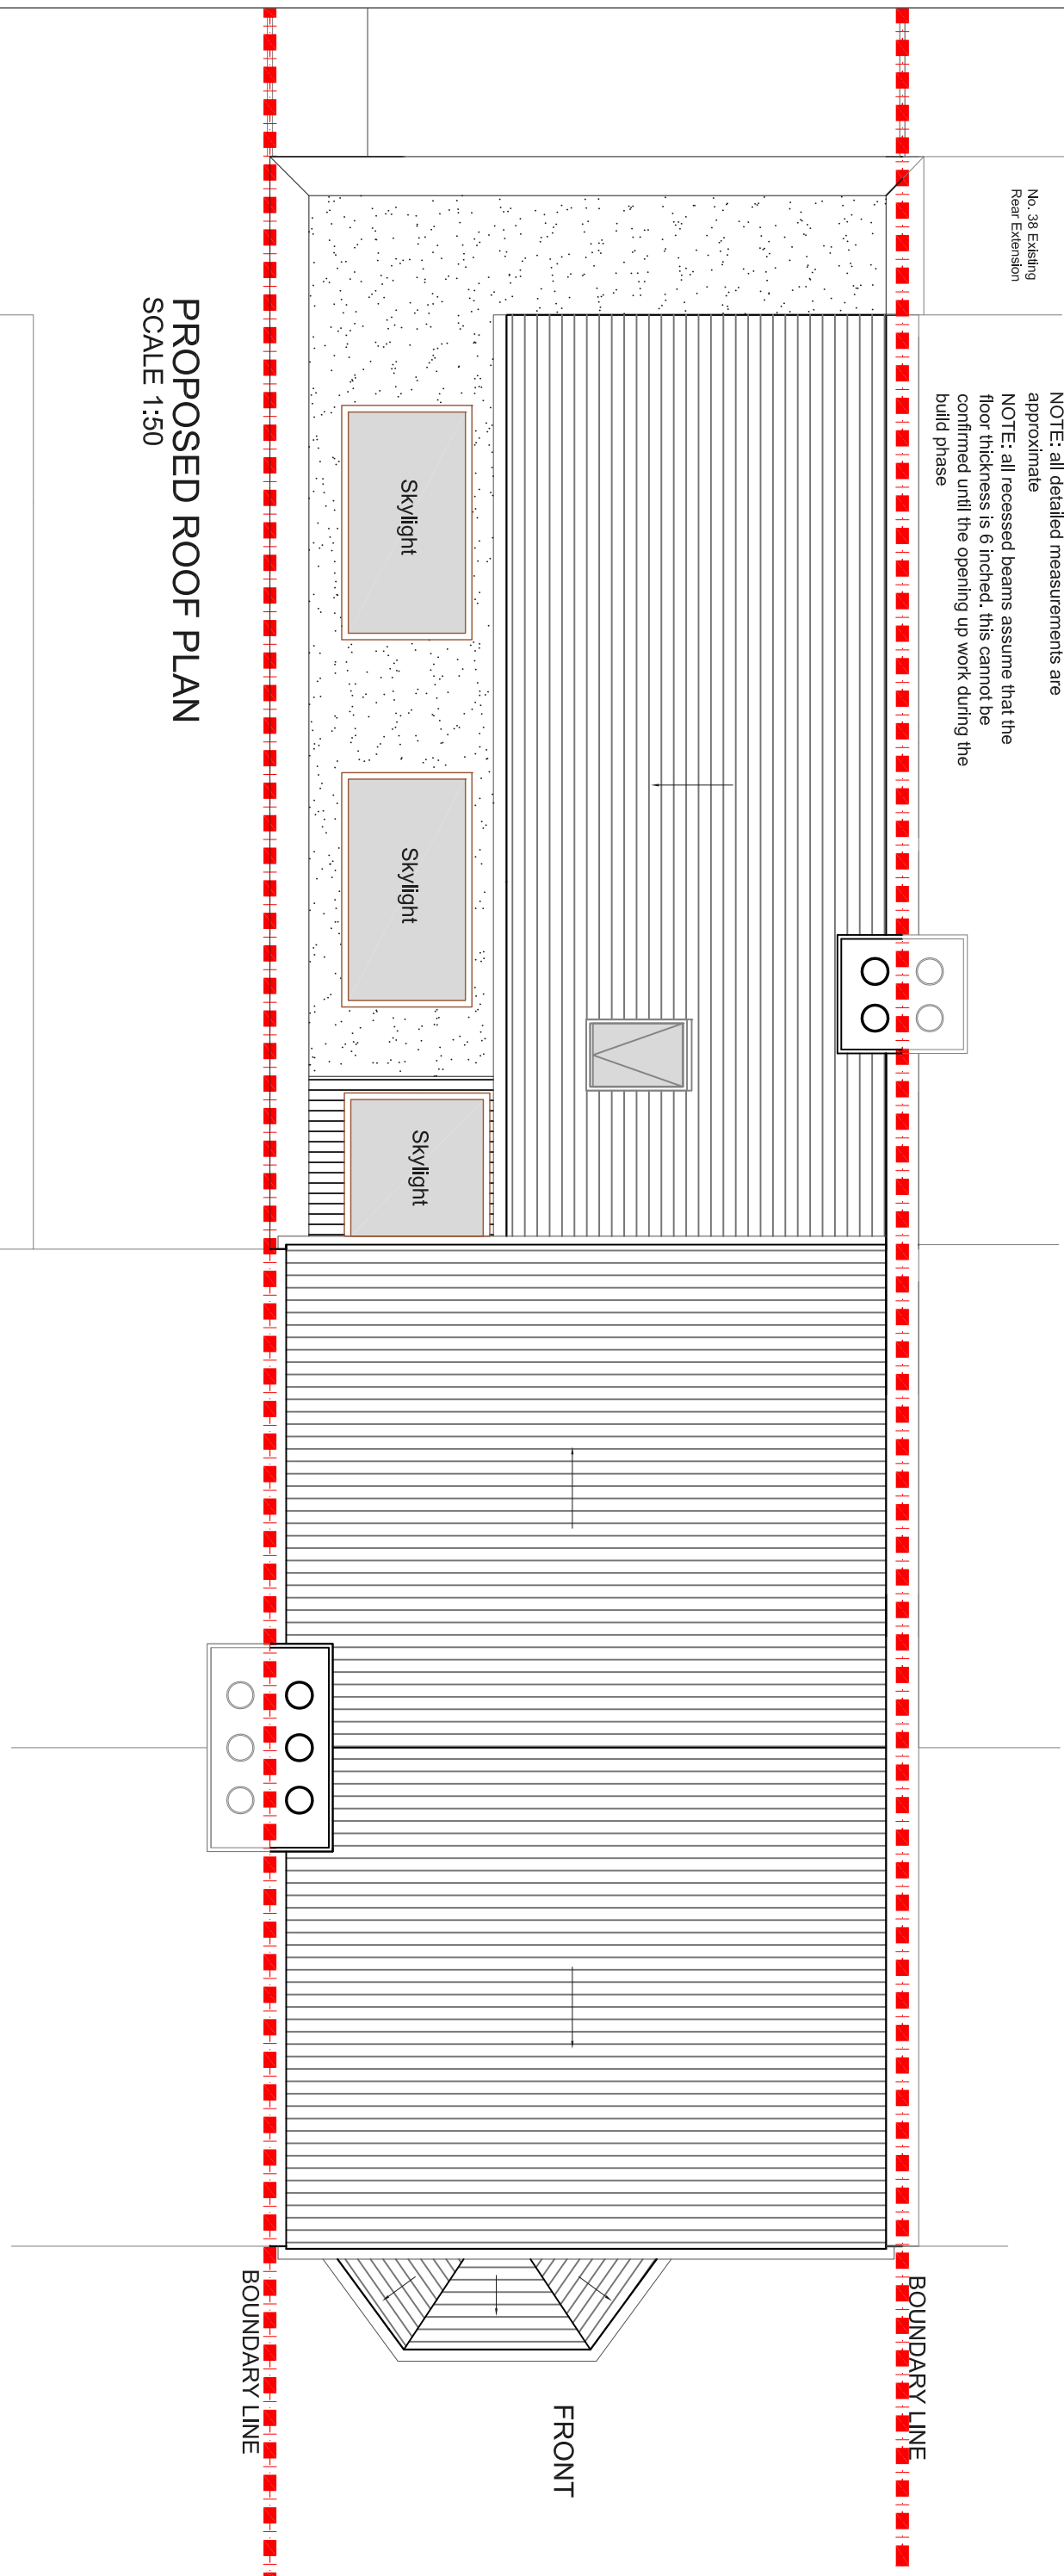 No. 38 Existing
Rear Extension
NOTE: all detailed measurements are
approximate
NOTE: all recessed beams assume that the
floor thickness is 6 inched. this cannot be
confirmed until the opening up work during the
build phase
PROPOSED ROOF PLAN
SCALE 1:50
Skylight
Skylight
Skylight
BOUNDARY LINE
BOUNDARY LINE
FRONT